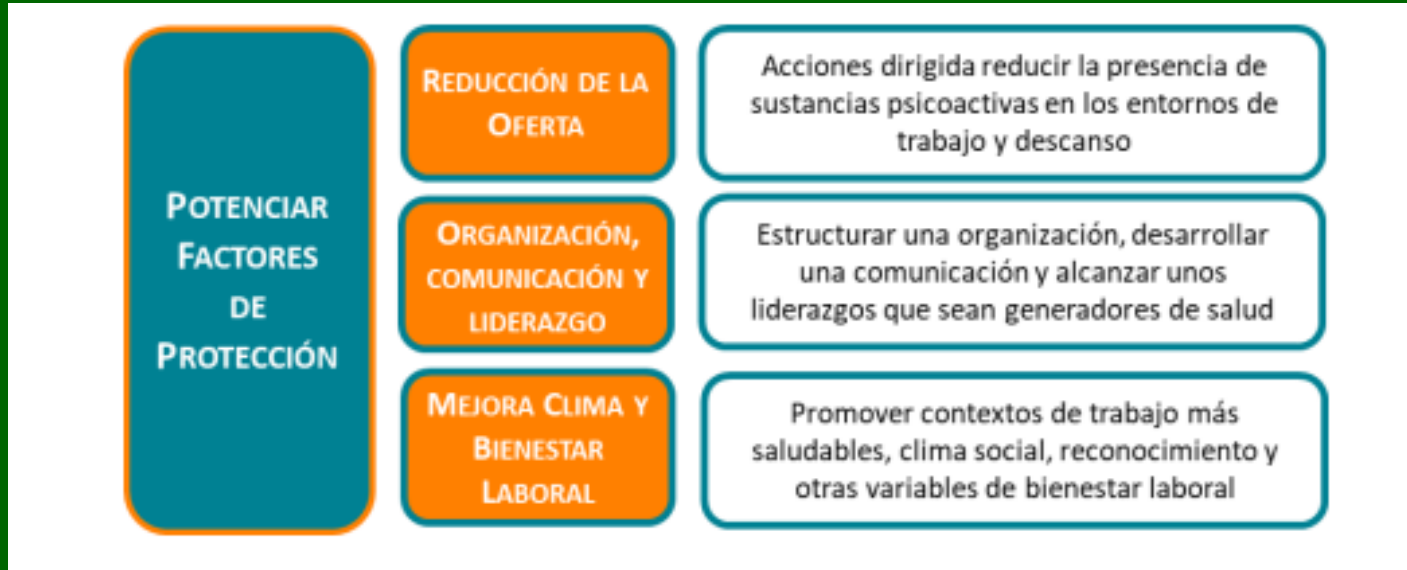 POTENCIAR
FACTORES
DE
PROTECCIÓN
REDUCCIÓN DE LA
OFERTA
Acciones dirigida reducir la presencia de
sustancias psicoactivas en los entornos de
trabajo y descanso
ORGANIZACIÓN,
COMUNICACIÓN Y
LIDERAZGO
Estructurar una organización, desarrollar
una comunicación y alcanzar unos
liderazgos que sean generadores de salud
MEJORA CLIMA Y
BIENESTAR
LABORAL
Promover contextos de trabajo más
saludables, clima social, reconocimiento y
otras variables de bienestar laboral